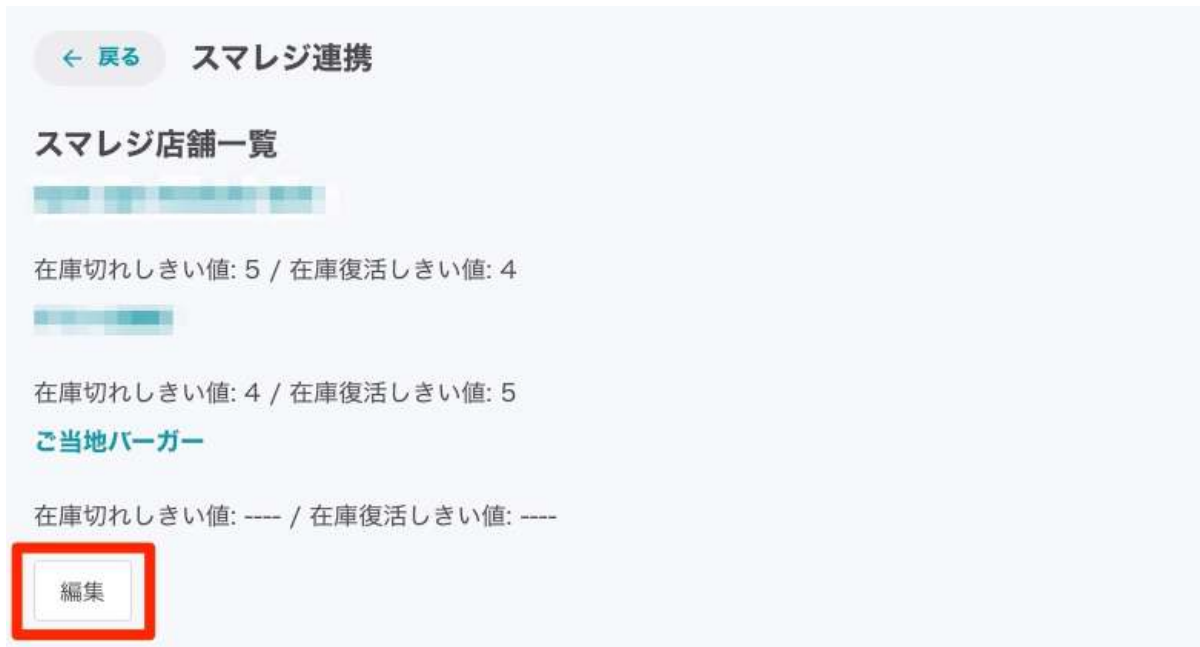 ← 戻る スマレジ連携
スマレジ店舗一覧
在庫切れしきい値: 5 / 在庫復活しきい値: 4
在庫切れしきい値: 4 / 在庫復活しきい値: 5
ご当地バーガー
在庫切れしきい値: ---- / 在庫復活しきい値: ----
編集